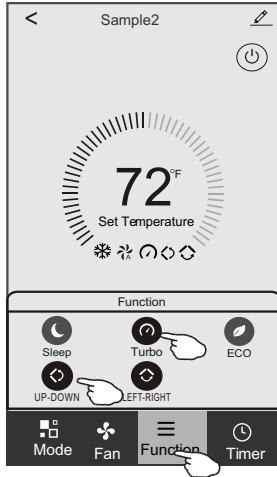 < Sample2
72°F
Set Temperature
Function
Sleep Turbo ECO
UP-DOWN LEFT-RIGHT
Mode Fan Function Timer